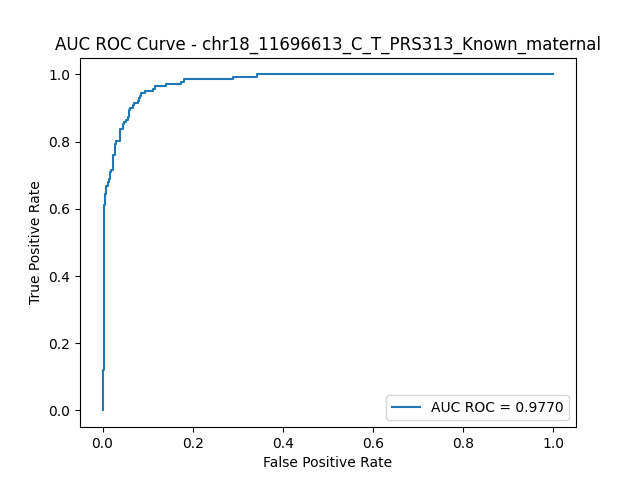 AUC ROC Curve - chr18_11696613_C_T_PRS313_Known_maternal
1.0
0.8
0.6
0.4
0.2
0.0
True Positive Rate
AUC ROC = 0.9770
0.0 0.2 0.4 0.6 0.8 1.0
False Positive Rate